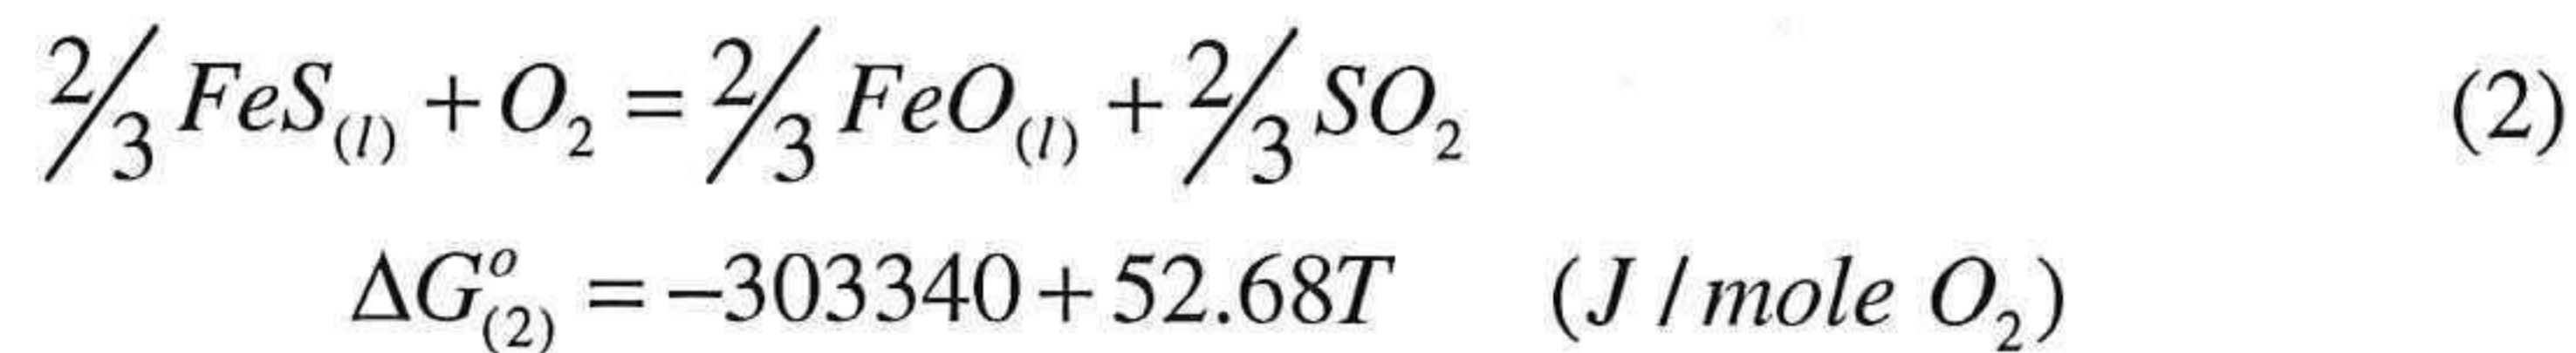 2/3 FeS(l) + O₂ = 2/3 FeO(l) + 2/3 SO₂ (2)
ΔG°(2) = −303340 + 52.68T (J / mole O₂)